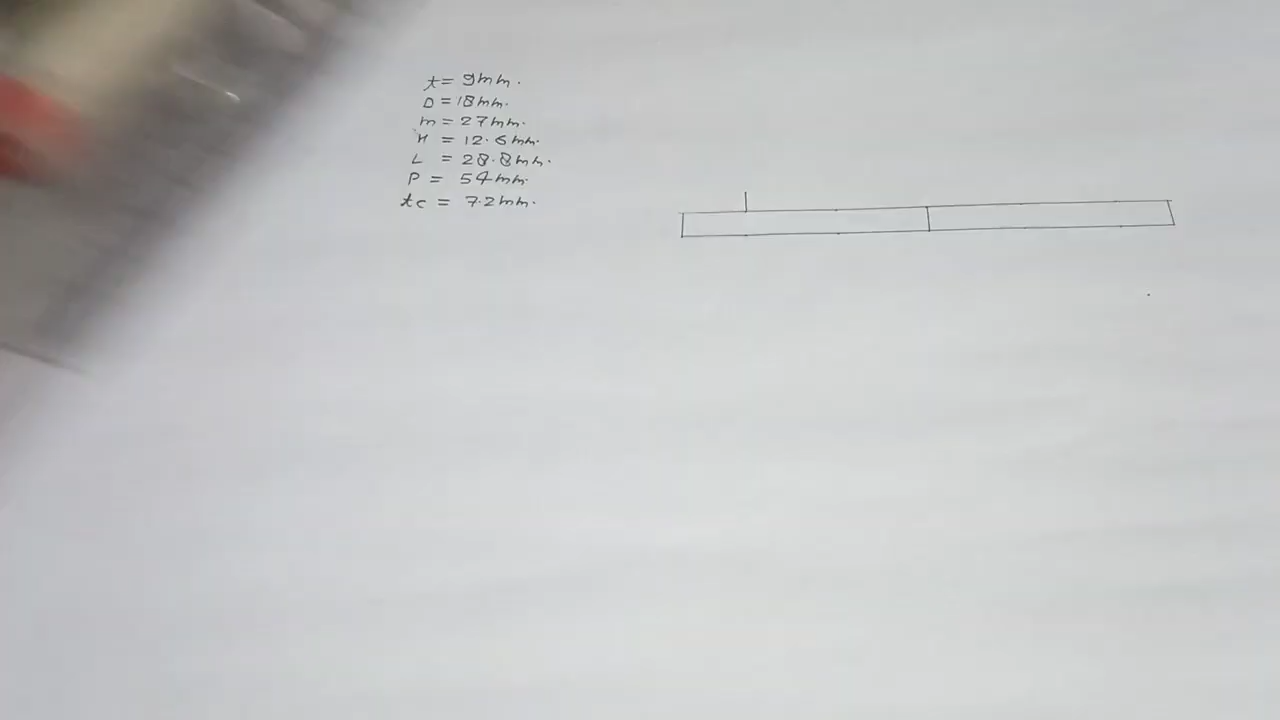 t = 9mm.
D = 18mm.
m = 27mm.
H = 12.6mm.
L = 28.8mm.
P = 54mm.
tc = 7.2mm.